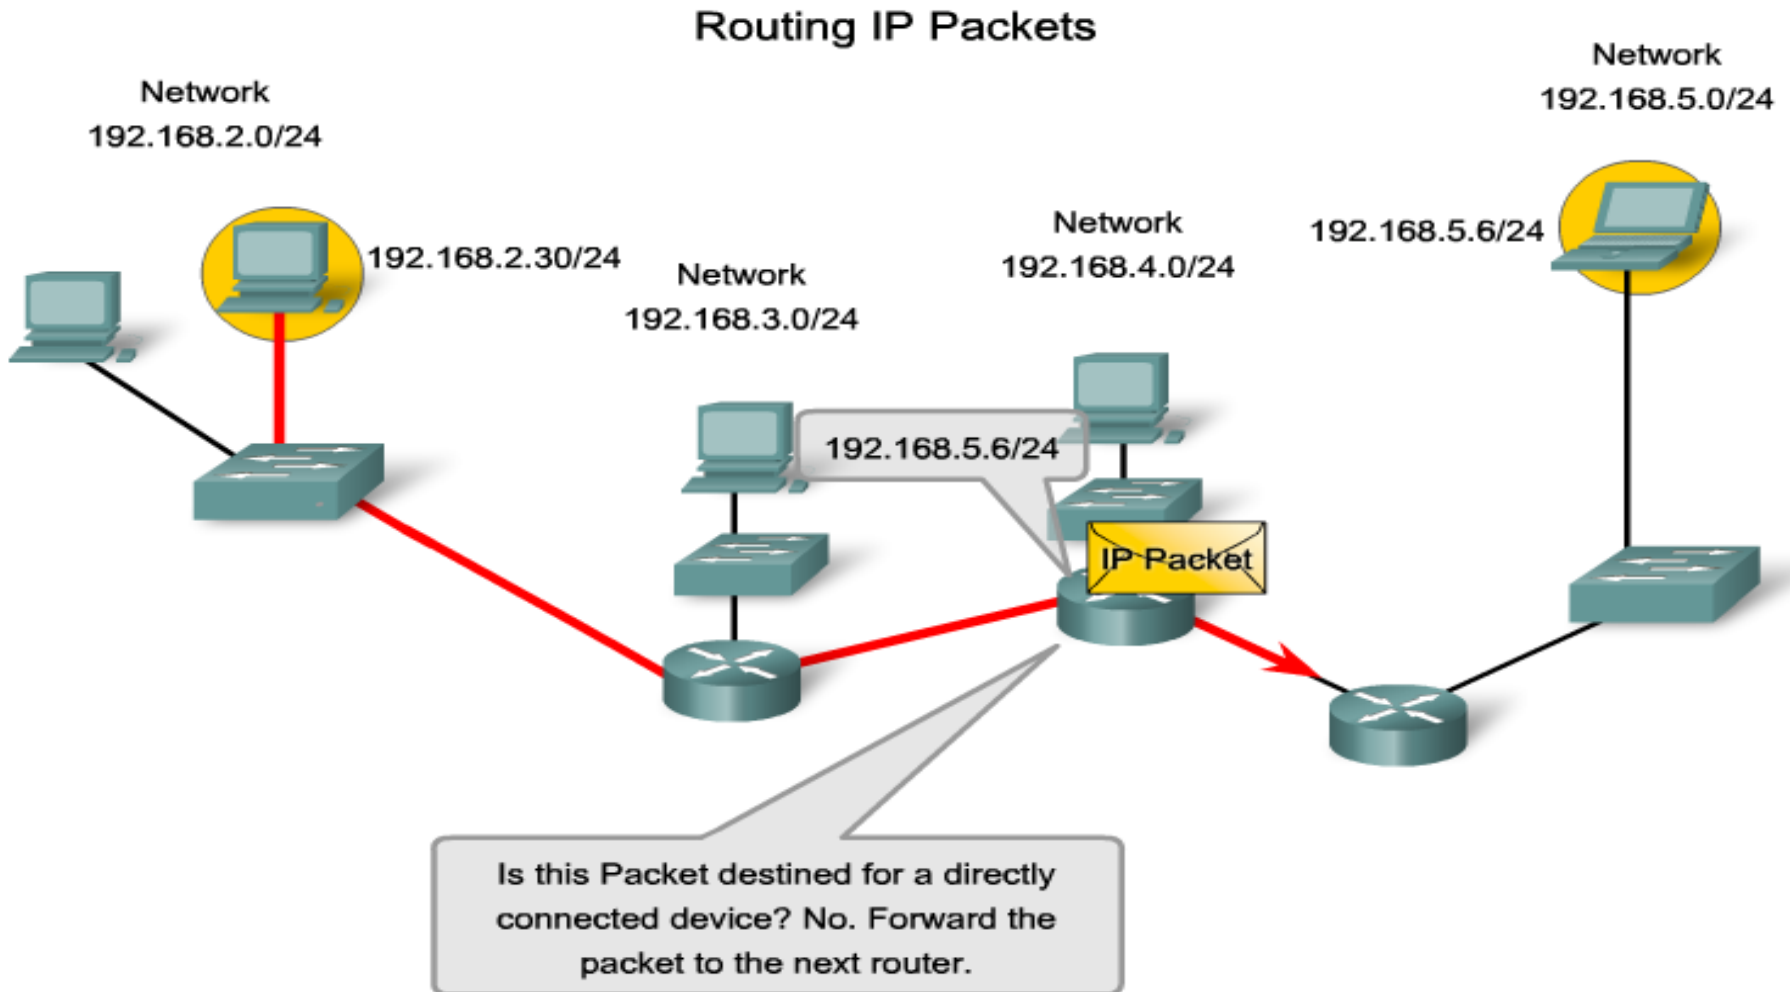 Routing IP Packets
Network
192.168.2.0/24
Network
192.168.5.0/24
192.168.2.30/24
Network
192.168.3.0/24
Network
192.168.4.0/24
192.168.5.6/24
192.168.5.6/24
IP Packet
Is this Packet destined for a directly
connected device? No. Forward the
packet to the next router.